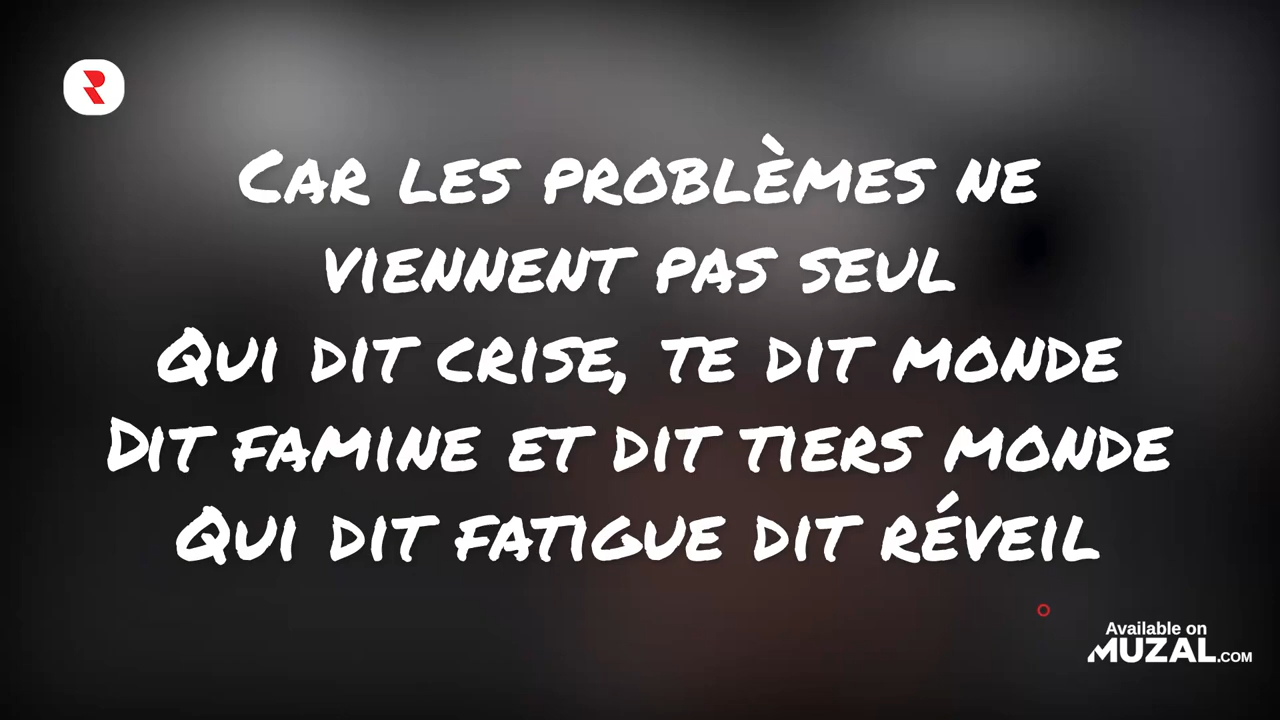 Car les problèmes ne
viennent pas seul
Qui dit crise, te dit monde
Dit famine et dit tiers monde
Qui dit fatigue dit réveil
Available on
MUZAL.COM